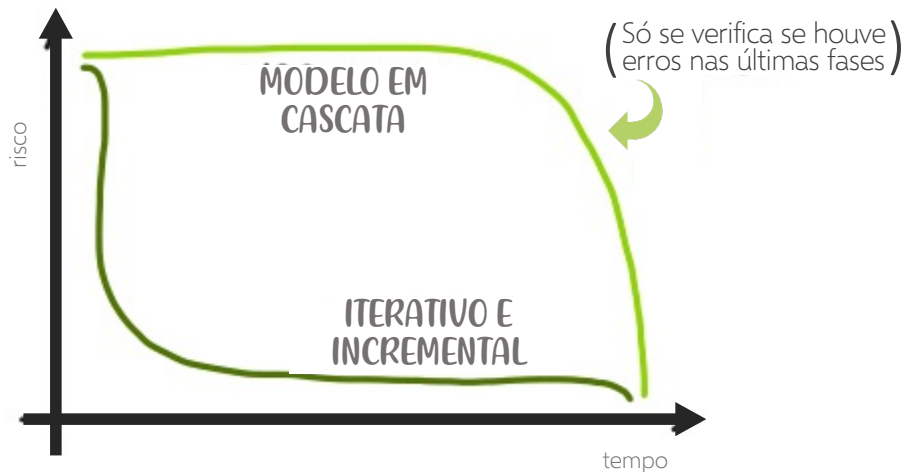 (Só se verifica se houve
erros nas últimas fases)
MODELO EM
CASCATA
risco
ITERATIVO E
INCREMENTAL
tempo